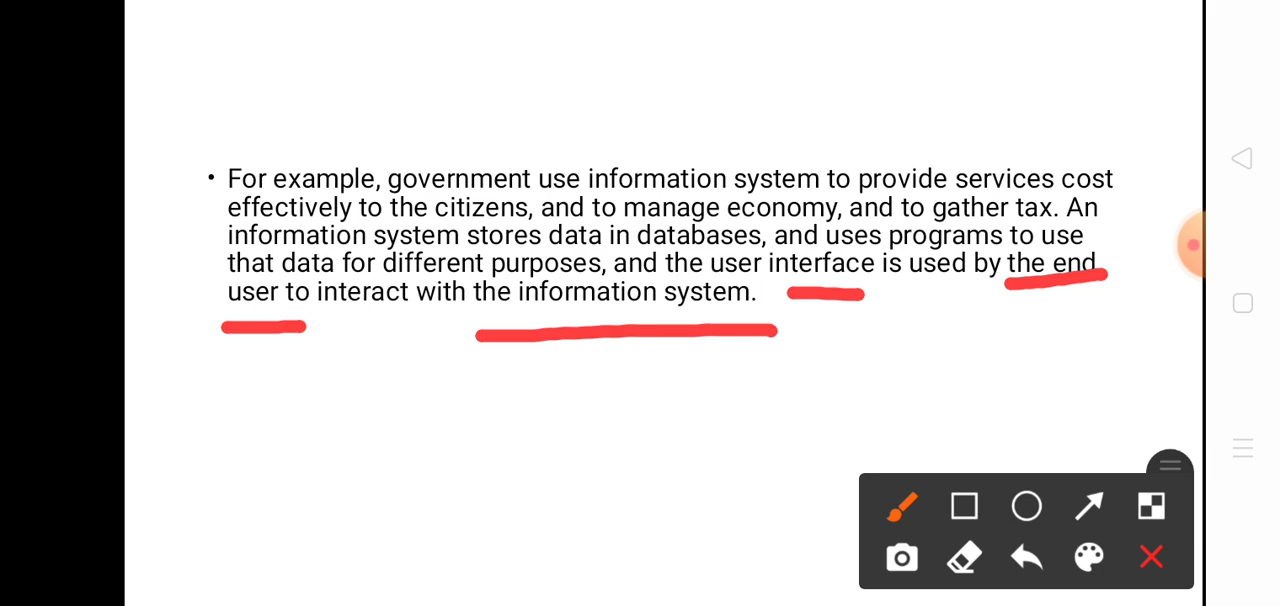 • For example, government use information system to provide services cost
effectively to the citizens, and to manage economy, and to gather tax. An
information system stores data in databases, and uses programs to use
that data for different purposes, and the user interface is used by the end
user to interact with the information system.